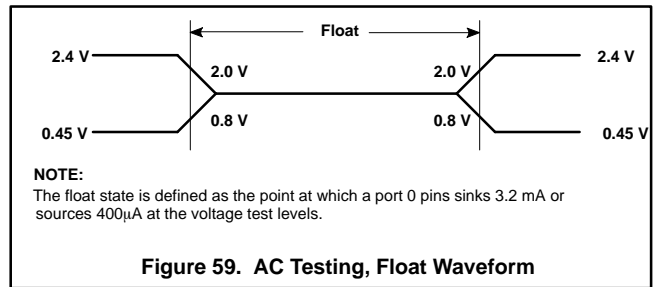 Float
2.4 V 2.0 V 2.0 V 2.4 V
0.45 V 0.8 V 0.8 V 0.45 V
NOTE:
The float state is defined as the point at which a port 0 pins sinks 3.2 mA or
sources 400µA at the voltage test levels.
Figure 59. AC Testing, Float Waveform